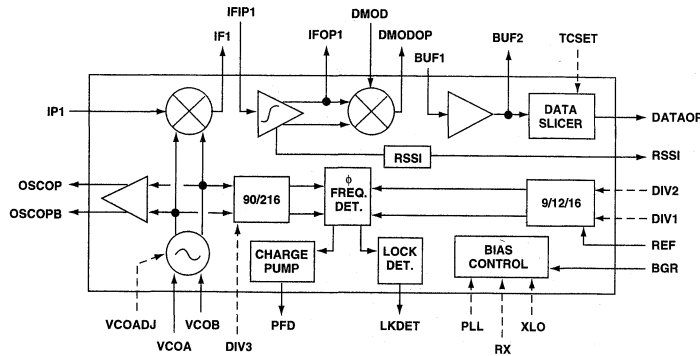 DMOD
IFIP1
IF1
IFOP1
DMODOP
BUF1
BUF2
TCSET
IP1
DATA
SLICER
DATAOP
RSSI
RSSI
OSCOP
OSCOPB
90/216
ϕ
FREQ.
DET.
9/12/16
DIV2
DIV1
REF
BGR
CHARGE
PUMP
LOCK
DET.
BIAS
CONTROL
VCOADJ
VCOA
VCOB
DIV3
PFD
LKDET
PLL
RX
XLO